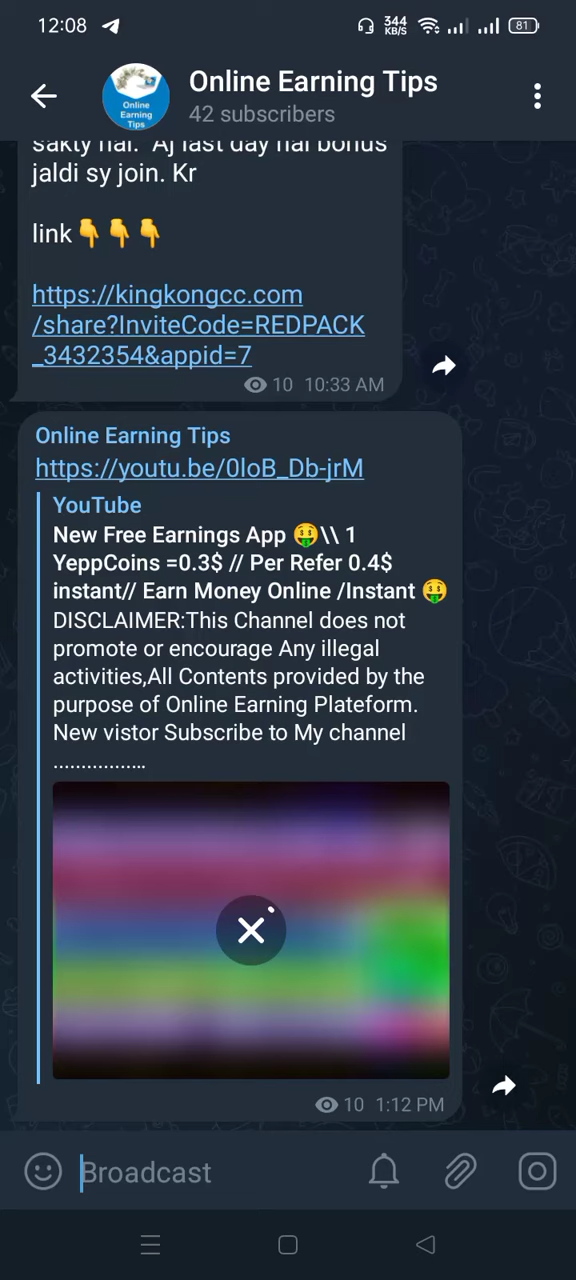 12:08
344
KB/S
81
Online
Earning
Tips
Online Earning Tips
42 subscribers
sakty hai. Aj last day hai bonus
jaldi sy join. Kr
link👇👇👇
https://kingkongcc.com
/share?InviteCode=REDPACK
_3432354&appid=7
10 10:33 AM
Online Earning Tips
https://youtu.be/0loB_Db-jrM
YouTube
New Free Earnings App 🤑\\ 1
YeppCoins =0.3$ // Per Refer 0.4$
instant// Earn Money Online /Instant 🤑
DISCLAIMER:This Channel does not
promote or encourage Any illegal
activities,All Contents provided by the
purpose of Online Earning Plateform.
New vistor Subscribe to My channel
.................
10 1:12 PM
Broadcast